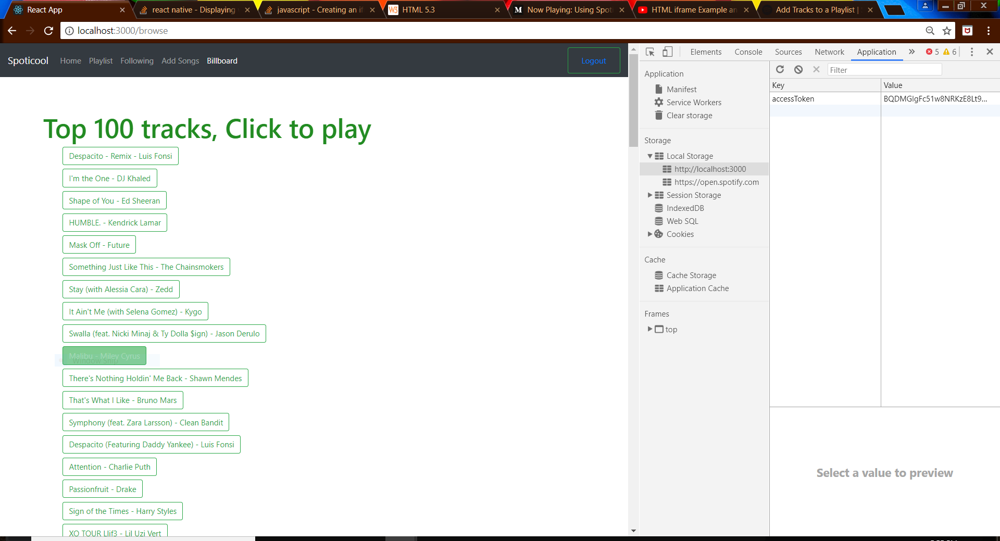 React App
react native - Displaying
javascript - Creating an if
HTML 5.3
Now Playing: Using Spoti
HTML iframe Example an
Add Tracks to a Playlist |
localhost:3000/browse
Spoticool Home Playlist Following Add Songs Billboard Logout
Top 100 tracks, Click to play
Despacito - Remix - Luis Fonsi
I'm the One - DJ Khaled
Shape of You - Ed Sheeran
HUMBLE. - Kendrick Lamar
Mask Off - Future
Something Just Like This - The Chainsmokers
Stay (with Alessia Cara) - Zedd
It Ain't Me (with Selena Gomez) - Kygo
Swalla (feat. Nicki Minaj & Ty Dolla $ign) - Jason Derulo
Malibu - Miley Cyrus
Window Snip
There's Nothing Holdin' Me Back - Shawn Mendes
That's What I Like - Bruno Mars
Symphony (feat. Zara Larsson) - Clean Bandit
Despacito (Featuring Daddy Yankee) - Luis Fonsi
Attention - Charlie Puth
Passionfruit - Drake
Sign of the Times - Harry Styles
XO TOUR Llif3 - Lil Uzi Vert
Elements Console Sources Network Application » 5 6
Application
Manifest
Service Workers
Clear storage
Storage
Local Storage
http://localhost:3000
https://open.spotify.com
Session Storage
IndexedDB
Web SQL
Cookies
Cache
Cache Storage
Application Cache
Frames
top
Filter
Key Value
accessToken BQDMGlgFc51w8NRKzE8Lt9...
Select a value to preview